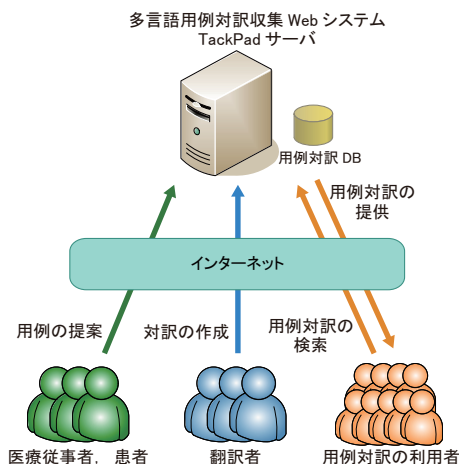 多言語用例対訳収集 Web システム
TackPad サーバ
用例対訳 DB
用例対訳の
提供
インターネット
用例の提案
対訳の作成
用例対訳の
検索
医療従事者, 患者
翻訳者
用例対訳の利用者